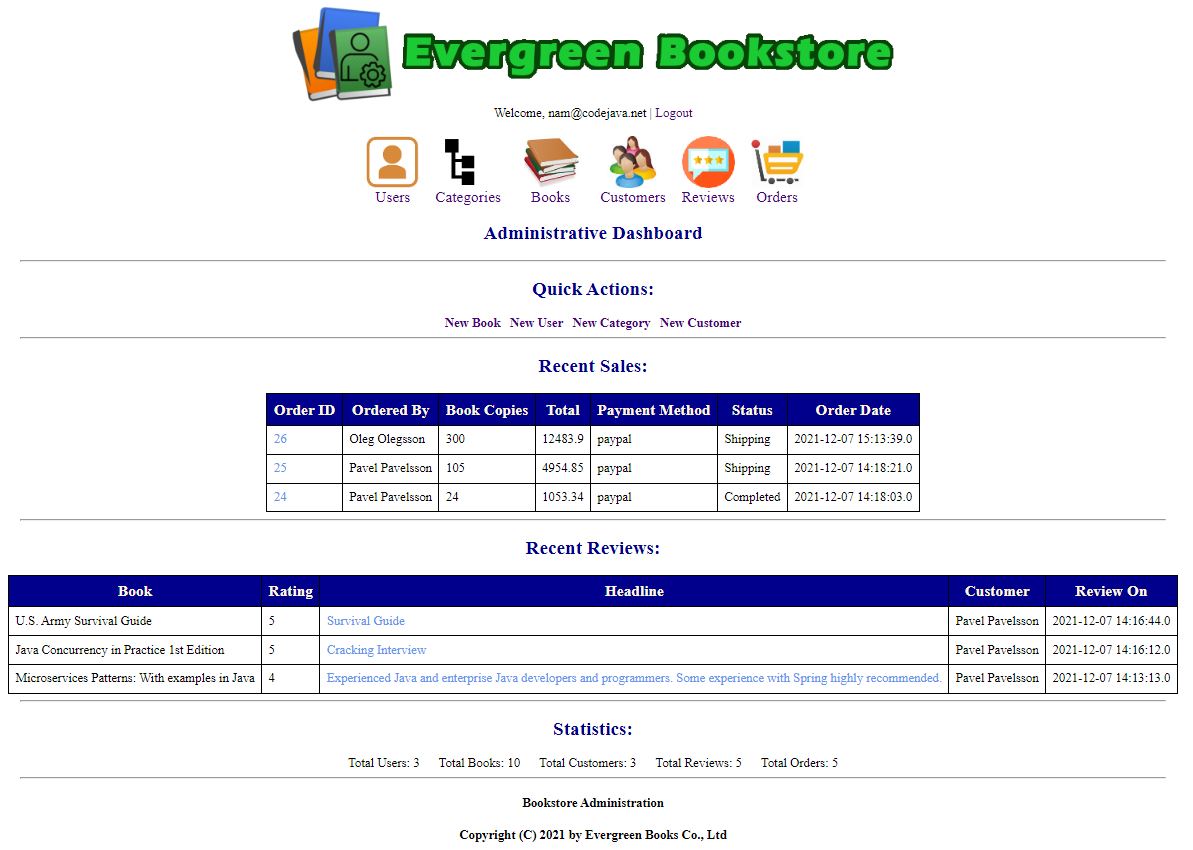 Evergreen Bookstore
Welcome, nam@codejava.net | Logout
Users Categories Books Customers Reviews Orders
Administrative Dashboard
Quick Actions:
New Book New User New Category New Customer
Recent Sales:
Order ID Ordered By Book Copies Total Payment Method Status Order Date
26 Oleg Olegsson 300 12483.9 paypal Shipping 2021-12-07 15:13:39.0
25 Pavel Pavelsson 105 4954.85 paypal Shipping 2021-12-07 14:18:21.0
24 Pavel Pavelsson 24 1053.34 paypal Completed 2021-12-07 14:18:03.0
Recent Reviews:
Book Rating Headline Customer Review On
U.S. Army Survival Guide 5 Survival Guide Pavel Pavelsson 2021-12-07 14:16:44.0
Java Concurrency in Practice 1st Edition 5 Cracking Interview Pavel Pavelsson 2021-12-07 14:16:12.0
Microservices Patterns: With examples in Java 4 Experienced Java and enterprise Java developers and programmers. Some experience with Spring highly recommended. Pavel Pavelsson 2021-12-07 14:13:13.0
Statistics:
Total Users: 3 Total Books: 10 Total Customers: 3 Total Reviews: 5 Total Orders: 5
Bookstore Administration
Copyright (C) 2021 by Evergreen Books Co., Ltd